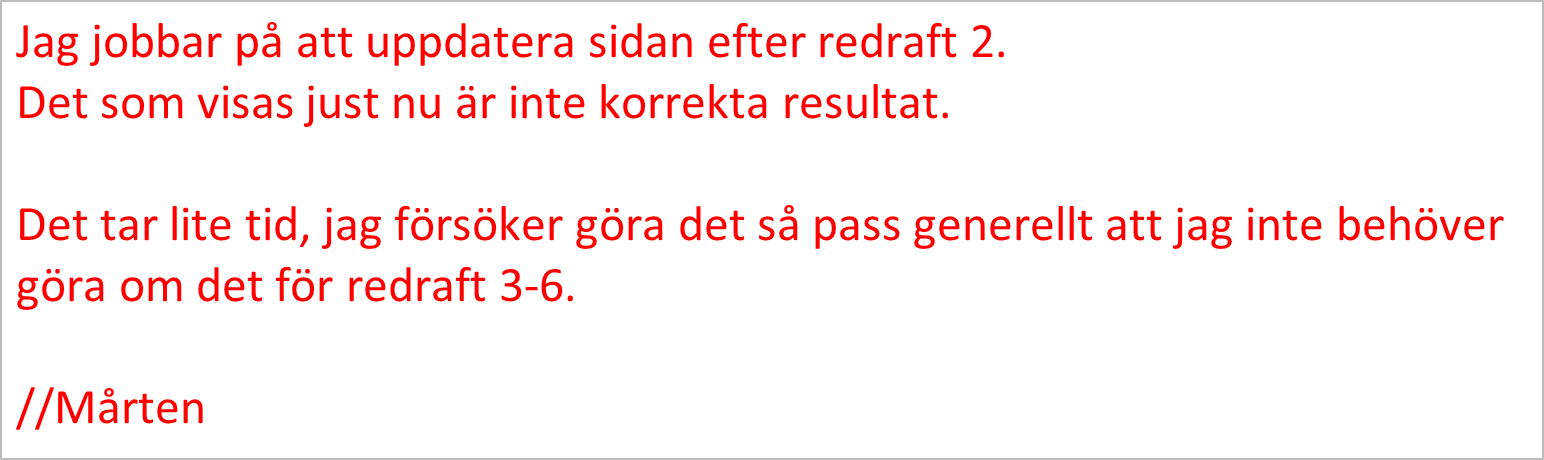 Jag jobbar på att uppdatera sidan efter redraft 2.
Det som visas just nu är inte korrekta resultat.
Det tar lite tid, jag försöker göra det så pass generellt att jag inte behöver
göra om det för redraft 3-6.
//Mårten